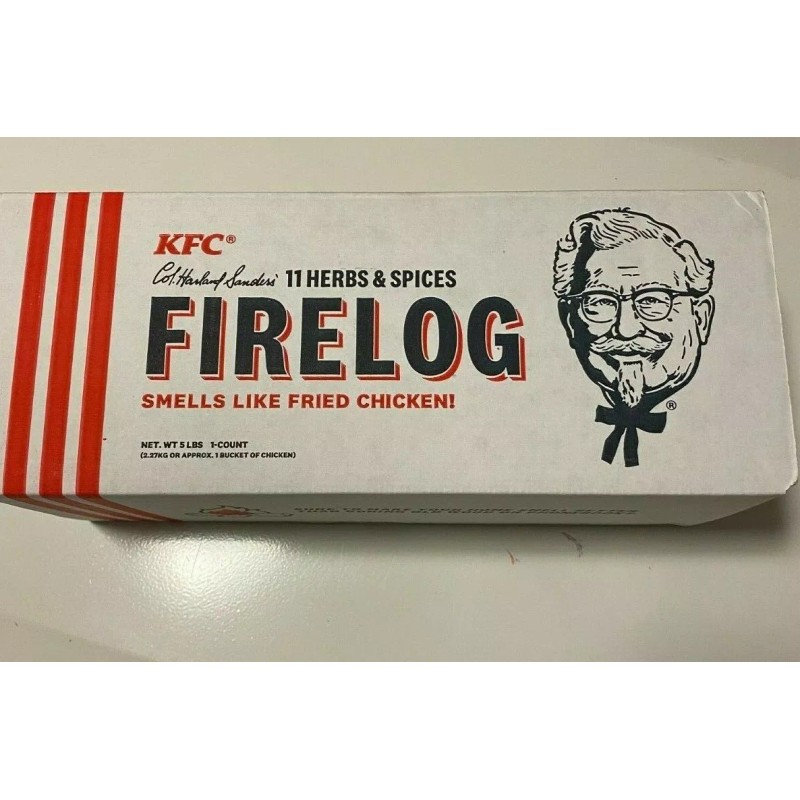 KFC®
Col. Harland Sanders' 11 HERBS & SPICES
FIRELOG
SMELLS LIKE FRIED CHICKEN!
NET. WT 5 LBS 1-COUNT
(2.27KG OR APPROX. 1 BUCKET OF CHICKEN)
®